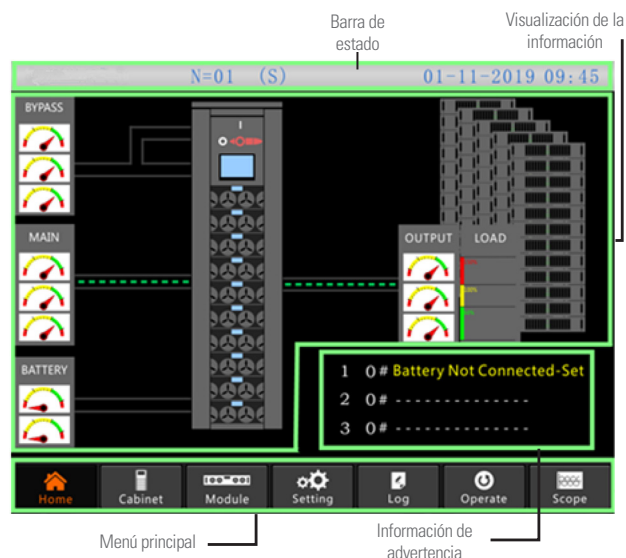 Barra de
estado
Visualización de la
información
N=01 (S)
01-11-2019 09:45
BYPASS
MAIN
OUTPUT
LOAD
100%
BATTERY
1 0# Battery Not Connected-Set
2 0# --------------
3 0# --------------
Home
Cabinet
Module
Setting
Log
Operate
Scope
Menú principal
Información de
advertencia